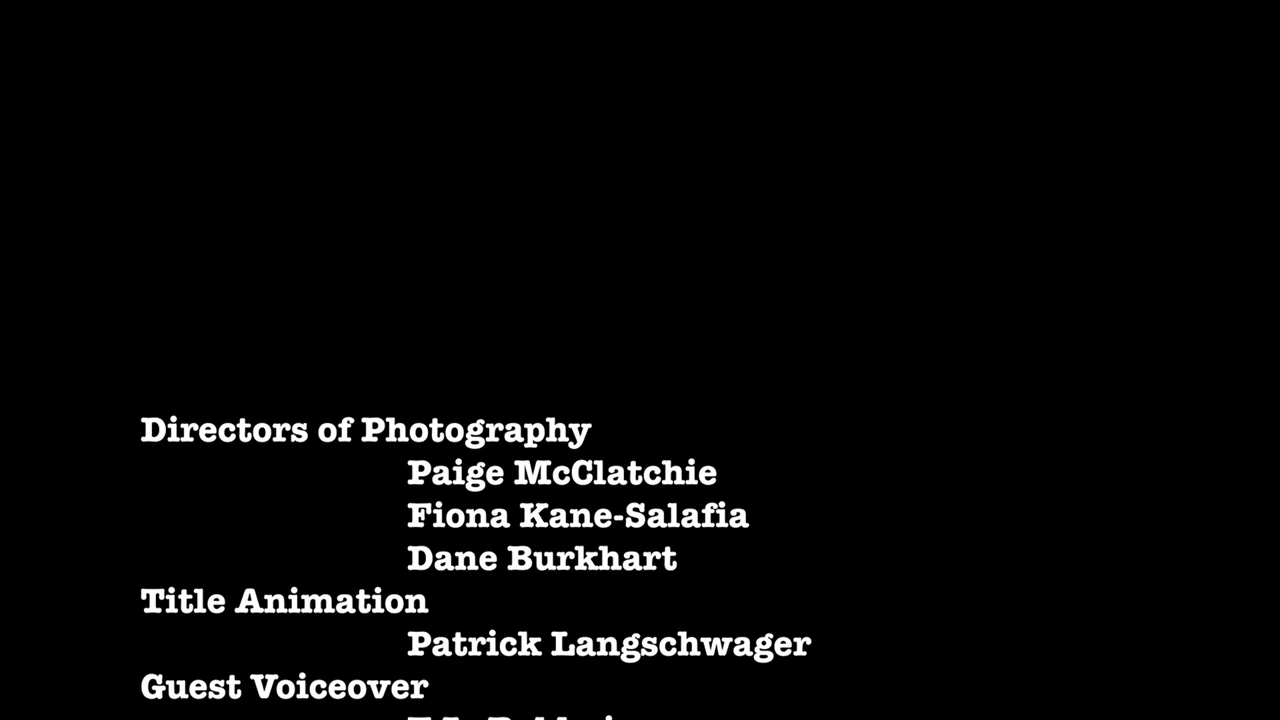 Directors of Photography
Paige McClatchie
Fiona Kane-Salafia
Dane Burkhart
Title Animation
Patrick Langschwager
Guest Voiceover